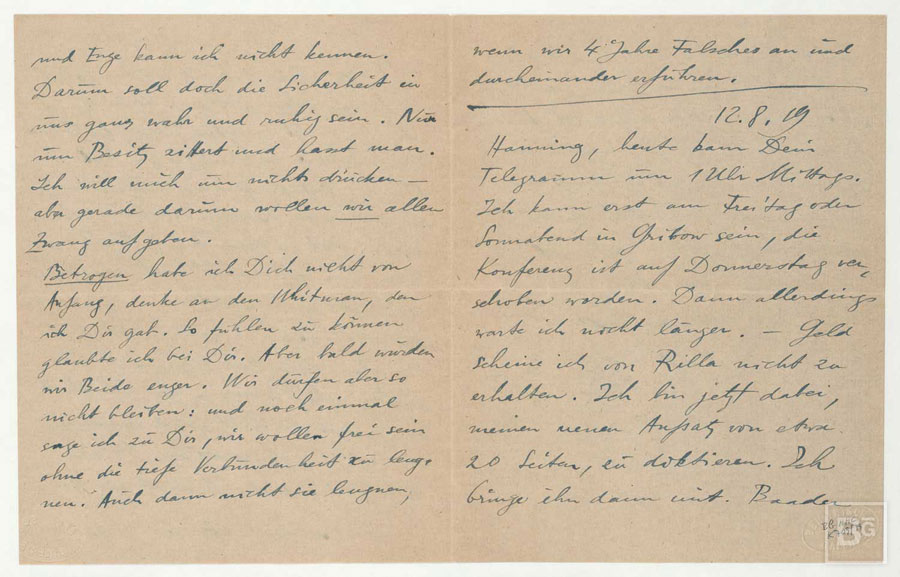 und Enge kann ich nicht kennen.
Darum soll doch die Sicherheit in
uns ganz wahr und ruhig sein. Nur
um Besitz zittert und hasst man.
Ich will mich um nichts drücken —
aber gerade darum wollen wir allen
Zwang aufgeben.
Betrogen habe ich Dich nicht von
Anfang, denke an den Whitman, den
ich Dir gab. So fühlen zu können
glaubte ich bei Dir. Aber bald wurden
wir Beide enger. Wir dürfen aber so
nicht bleiben: und noch einmal
sage ich zu Dir, wir wollen frei sein
ohne die tiefe Verbundenheit zu leug-
nen. Auch dann nicht sie leugnen,
wenn wir 4 Jahre Falsches an und
durcheinander erführen.
12.8.19
Hanning, heute kam Dein
Telegramm um 1 Uhr Mittags.
Ich kann erst am Freitag oder
Sonnabend in Gribow sein, die
Konferenz ist auf Donnerstag ver-
schoben worden. Dann allerdings
warte ich nicht länger. — Geld
scheine ich von Rilla nicht zu
erhalten. Ich bin jetzt dabei,
meinen neuen Aufsatz, von etwa
20 Seiten, zu diktieren. Ich
bringe ihn dann mit. Baader
BG